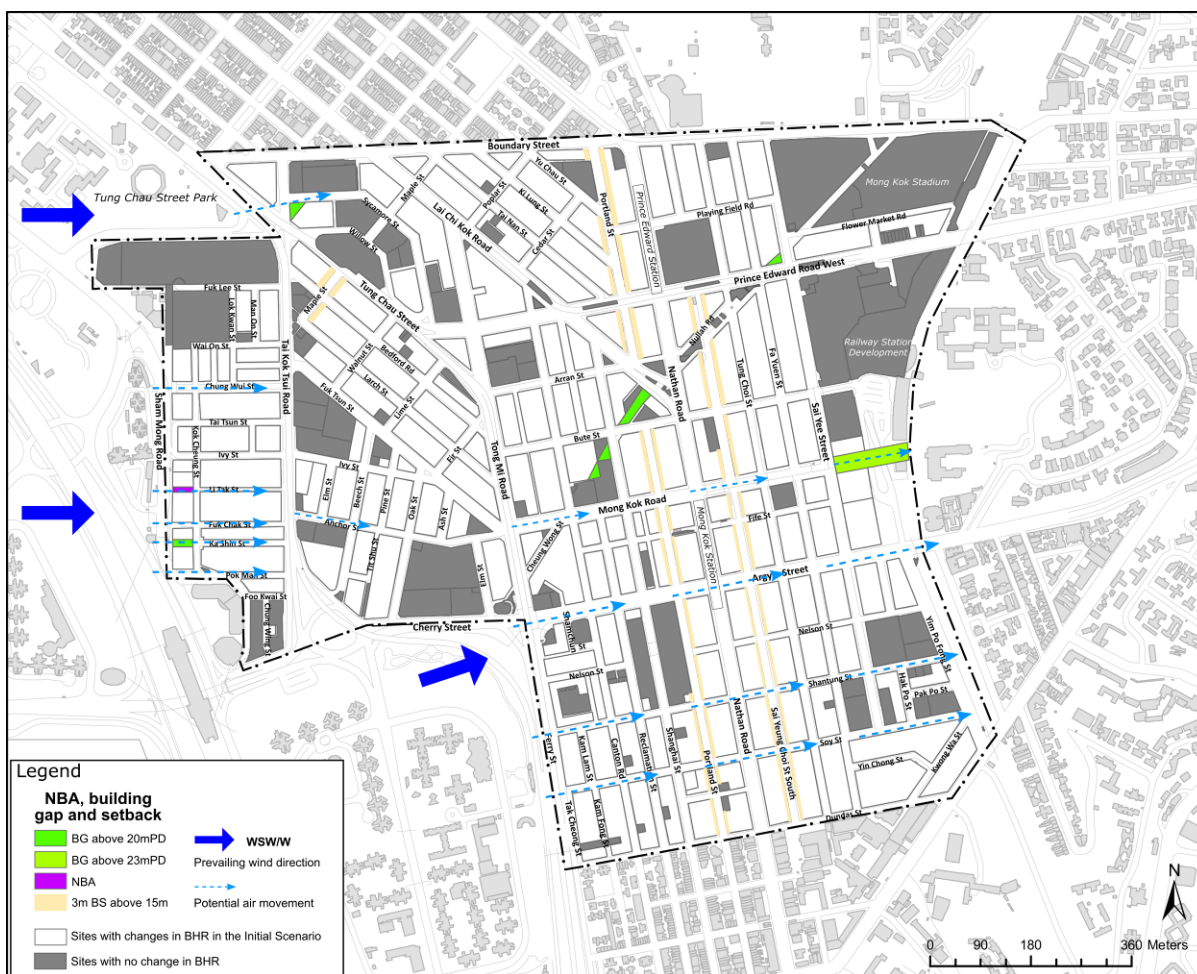 Boundary Street
Tung Chau Street Park
Mong Kok Stadium
Yu Chau St
Maple St
Poplar St
Ki Lung St
Sycamore St
Tai Nan St
Portland St
Prince Edward Station
Playing Field Rd
Flower Market Rd
Lai Chi Kok Road
Cedar St
Willow St
Prince Edward Road West
Fuk Lee St
Maple St
Tung Chau Street
Lok Kwan St
Man On St
Nullah Rd
Railway Station
Development
Wai On St
Tai Kok Tsui Road
Walnut St
Bedford Rd
Tung Choi St
Fa Yuen St
Chung Wui St
Larch St
Arran St
Nathan Road
Sham Mong Road
Fuk Tsun St
Lime St
Sai Yee Street
Tai Tsun St
Kok Cheung St
Bute St
Ivy St
Fir St
Tong Mi Road
Ivy St
Li Tak St
Elm St
Beech St
Pine St
Oak St
Ash St
Mong Kok Road
Fuk Chak St
Anchor St
Fife St
Ka Shin St
Tit Shu St
Cheung Wong St
Mong Kok Station
Pok Man St
Elm St
Argy Street
Foo Kwai St
Chung Wing St
Cherry Street
Shamchun St
Nelson St
Yim Po Fong St
Nelson St
Shantung St
Hak Po St
Pak Po St
Ferry St
Kam Lam St
Canton Rd
Reclamation St
Shanghai St
Portland St
Nathan Road
Sai Yeung Choi St South
Soy St
Yin Chong St
Kwong Wa St
Tak Cheong St
Kam Fong St
Dundas St
Legend
NBA, building
gap and setback
BG above 20mPD
BG above 23mPD
NBA
3m BS above 15m
WSW/W
Prevailing wind direction
Potential air movement
Sites with changes in BHR in the Initial Scenario
Sites with no change in BHR
N
0 90 180 360 Meters